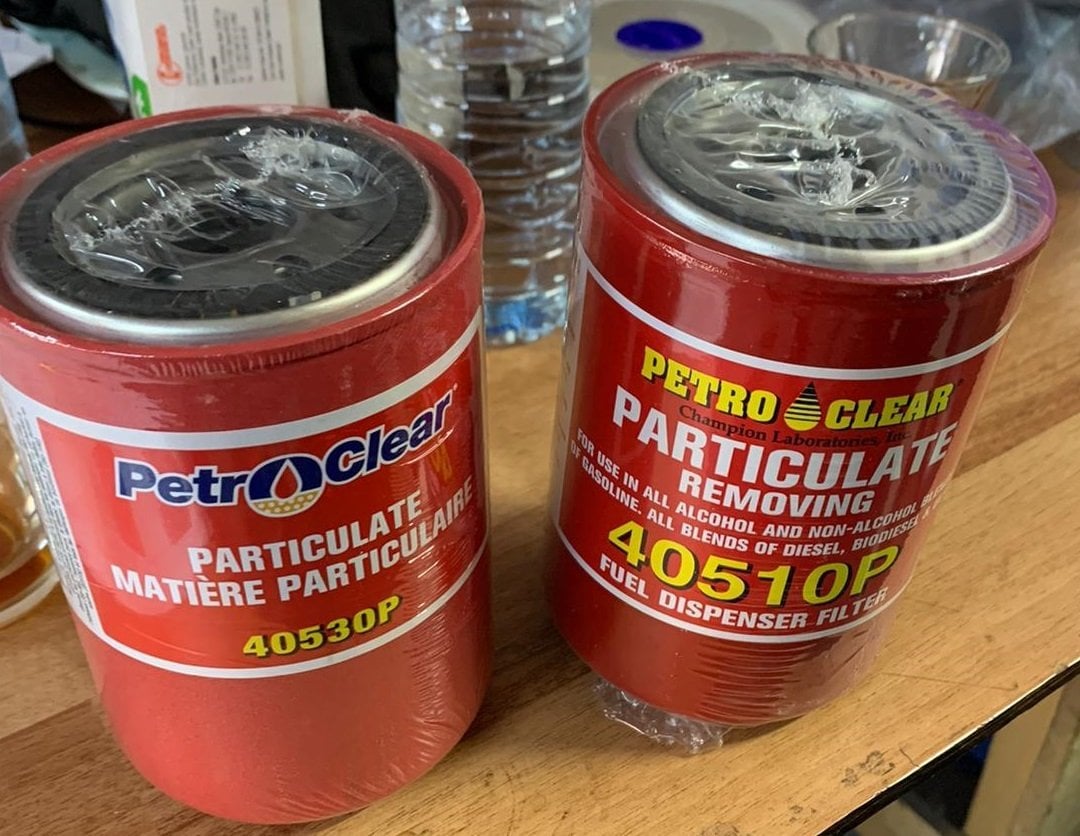 PetroClear
PARTICULATE
MATIÈRE PARTICULAIRE
40530P
PETRO CLEAR
Champion Laboratories, Inc.
PARTICULATE
REMOVING
FOR USE IN ALL ALCOHOL AND NON-ALCOHOL
OF GASOLINE. ALL BLENDS OF DIESEL, BIODIESEL
40510P
FUEL DISPENSER FILTER